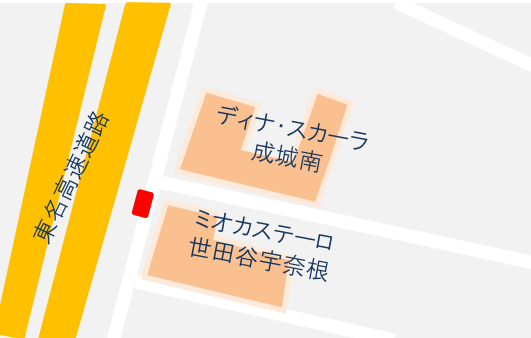 東名高速道路
ディナ・スカーラ
成城南
ミオカステーロ
世田谷宇奈根